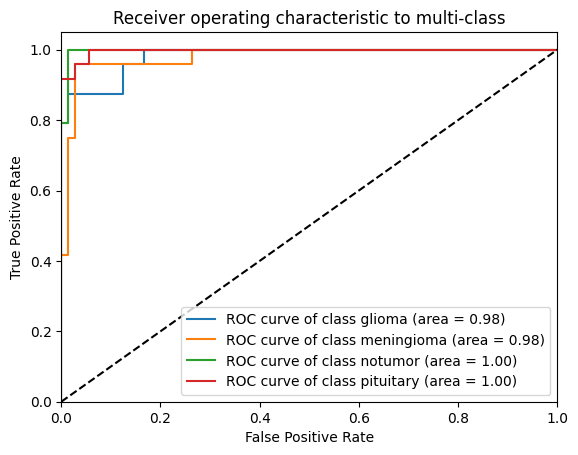 Receiver operating characteristic to multi-class
1.0
0.8
0.6
0.4
0.2
0.0
True Positive Rate
ROC curve of class glioma (area = 0.98)
ROC curve of class meningioma (area = 0.98)
ROC curve of class notumor (area = 1.00)
ROC curve of class pituitary (area = 1.00)
0.0 0.2 0.4 0.6 0.8 1.0
False Positive Rate